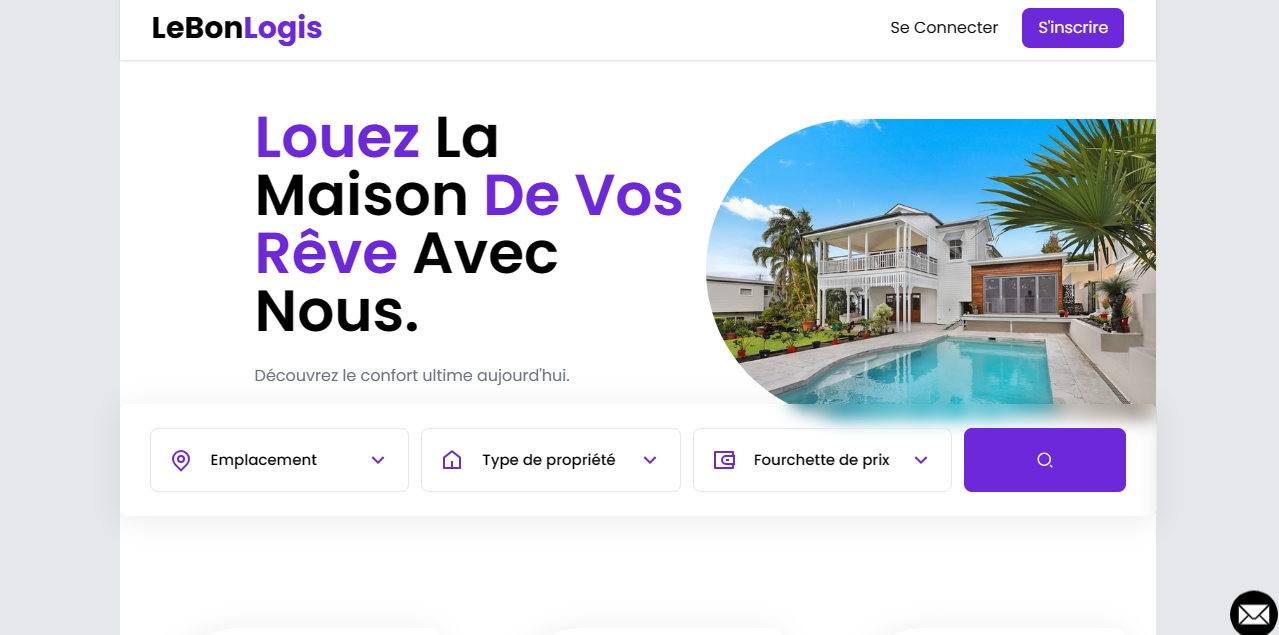 LeBonLogis
Se Connecter
S'inscrire
Louez La
Maison De Vos
Rêve Avec
Nous.
Découvrez le confort ultime aujourd'hui.
Emplacement
Type de propriété
Fourchette de prix